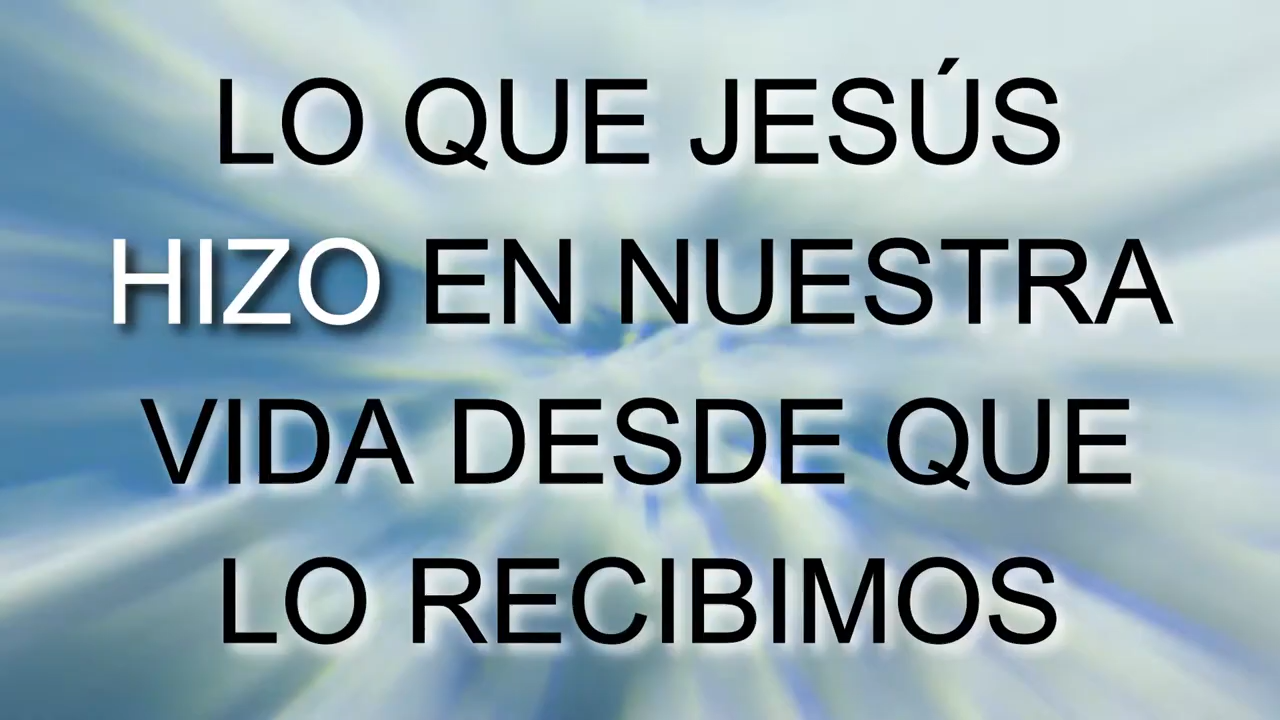 LO QUE JESÚS
HIZO EN NUESTRA
VIDA DESDE QUE
LO RECIBIMOS